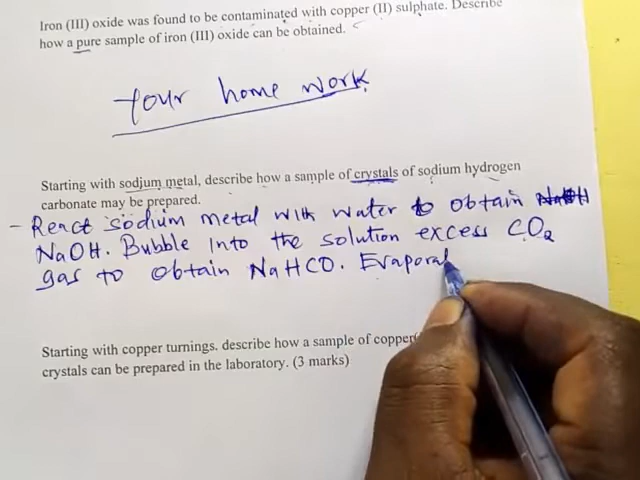 Iron (III) oxide was found to be contaminated with copper (II) sulphate. Describe
how a pure sample of iron (III) oxide can be obtained.
Your home work.
Starting with sodium metal, describe how a sample of crystals of sodium hydrogen
carbonate may be prepared.
- React sodium metal with water to obtain NaOH
NaOH. Bubble into the solution excess CO2
gas to obtain NaHCO. Evaporat
Starting with copper turnings, describe how a sample of copper(
crystals can be prepared in the laboratory. (3 marks)